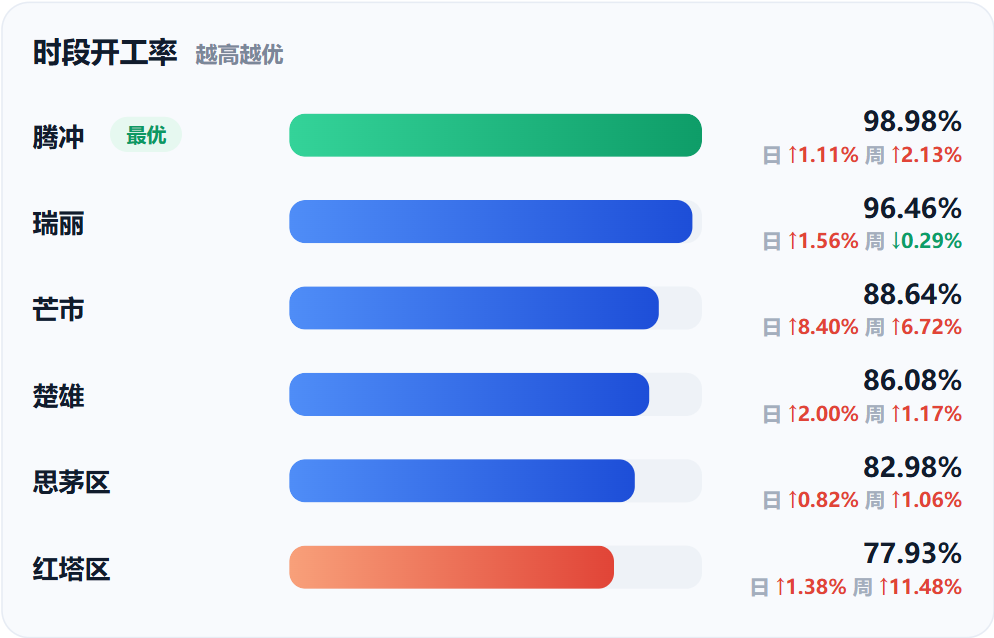 时段开工率 越高越优
腾冲 最优 98.98%
日 ↑1.11% 周 ↑2.13%
瑞丽 96.46%
日 ↑1.56% 周 ↓0.29%
芒市 88.64%
日 ↑8.40% 周 ↑6.72%
楚雄 86.08%
日 ↑2.00% 周 ↑1.17%
思茅区 82.98%
日 ↑0.82% 周 ↑1.06%
红塔区 77.93%
日 ↑1.38% 周 ↑11.48%